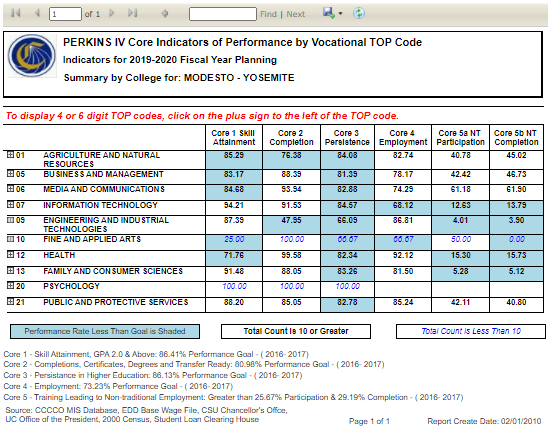 1 of 1 Find | Next
PERKINS IV Core Indicators of Performance by Vocational TOP Code
Indicators for 2019-2020 Fiscal Year Planning
Summary by College for: MODESTO - YOSEMITE
To display 4 or 6 digit TOP codes, click on the plus sign to the left of the TOP code.
Core 1 Skill Attainment Core 2 Completion Core 3 Persistence Core 4 Employment Core 5a NT Participation Core 5b NT Completion
01 AGRICULTURE AND NATURAL RESOURCES 85.29 76.38 84.08 82.74 40.78 45.02
05 BUSINESS AND MANAGEMENT 83.17 88.39 81.39 78.17 42.42 46.73
06 MEDIA AND COMMUNICATIONS 84.68 93.94 82.88 74.29 61.18 61.90
07 INFORMATION TECHNOLOGY 94.21 91.53 84.57 68.12 12.63 13.79
09 ENGINEERING AND INDUSTRIAL TECHNOLOGIES 87.39 47.95 66.09 86.81 4.01 3.90
10 FINE AND APPLIED ARTS 25.00 100.00 66.67 66.67 50.00 0.00
12 HEALTH 71.76 99.58 82.34 92.12 15.30 15.73
13 FAMILY AND CONSUMER SCIENCES 91.48 88.05 83.26 81.50 5.28 5.12
20 PSYCHOLOGY 100.00 100.00 100.00
21 PUBLIC AND PROTECTIVE SERVICES 88.20 85.05 82.78 85.24 42.11 40.80
Performance Rate Less Than Goal is Shaded Total Count is 10 or Greater Total Count is Less Than 10
Core 1 - Skill Attainment, GPA 2.0 & Above: 86.41% Performance Goal - ( 2016- 2017)
Core 2 - Completions, Certificates, Degrees and Transfer Ready: 80.98% Performance Goal - ( 2016- 2017)
Core 3 - Persistence in Higher Education: 86.13% Performance Goal - ( 2016- 2017)
Core 4 - Employment: 73.23% Performance Goal - ( 2016- 2017)
Core 5 - Training Leading to Non-traditional Employment: Greater than 25.67% Participation & 29.19% Completion - ( 2016- 2017)
Source: CCCCO MIS Database, EDD Base Wage File, CSU Chancellor's Offce,
UC Office of the President, 2000 Census, Student Loan Clearing House Page 1 of 1 Report Create Date: 02/01/2010